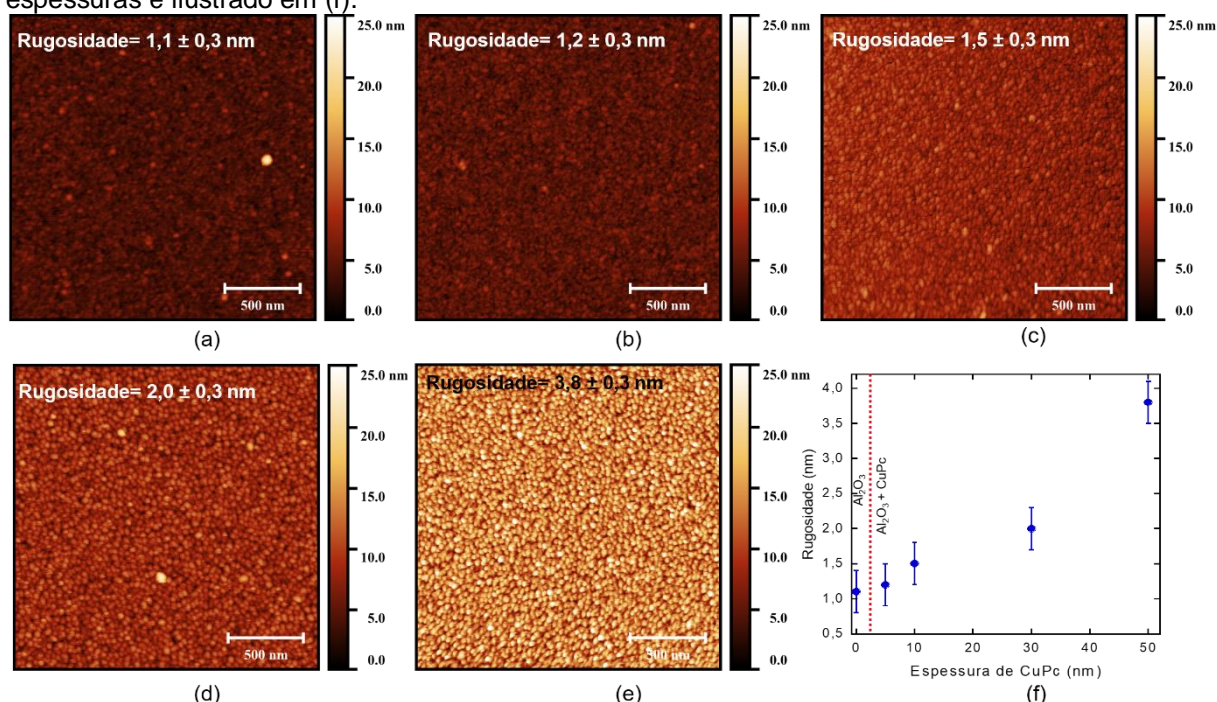 espessuras é ilustrado em (f).
Rugosidade= 1,1 ± 0,3 nm
25.0 nm
20.0
15.0
10.0
5.0
0.0
500 nm
(a)
Rugosidade= 1,2 ± 0,3 nm
25.0 nm
20.0
15.0
10.0
5.0
0.0
500 nm
(b)
Rugosidade= 1,5 ± 0,3 nm
25.0 nm
20.0
15.0
10.0
5.0
0.0
500 nm
(c)
Rugosidade= 2,0 ± 0,3 nm
25.0 nm
20.0
15.0
10.0
5.0
0.0
500 nm
(d)
Rugosidade= 3,8 ± 0,3 nm
25.0 nm
20.0
15.0
10.0
5.0
0.0
500 nm
(e)
Rugosidade (nm)
4,0
3,5
3,0
2,5
2,0
1,5
1,0
0,5
Al₂O₃
Al₂O₃ + CuPc
0 10 20 30 40 50
Espessura de CuPc (nm)
(f)